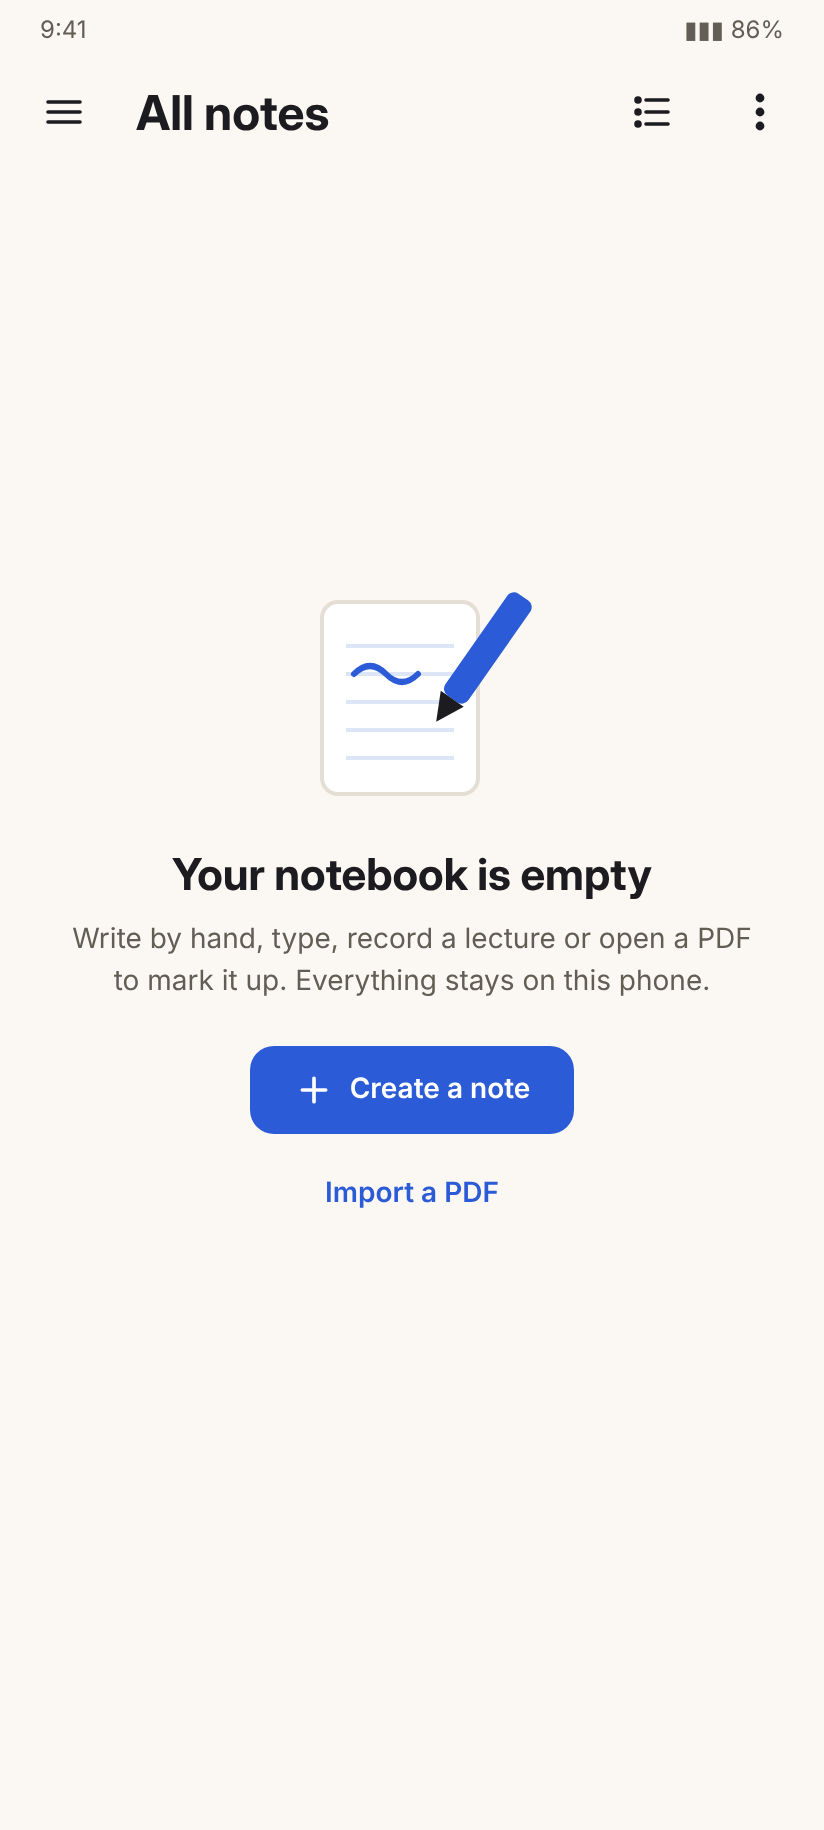 9:41
86%
All notes
Your notebook is empty
Write by hand, type, record a lecture or open a PDF
to mark it up. Everything stays on this phone.
Create a note
Import a PDF